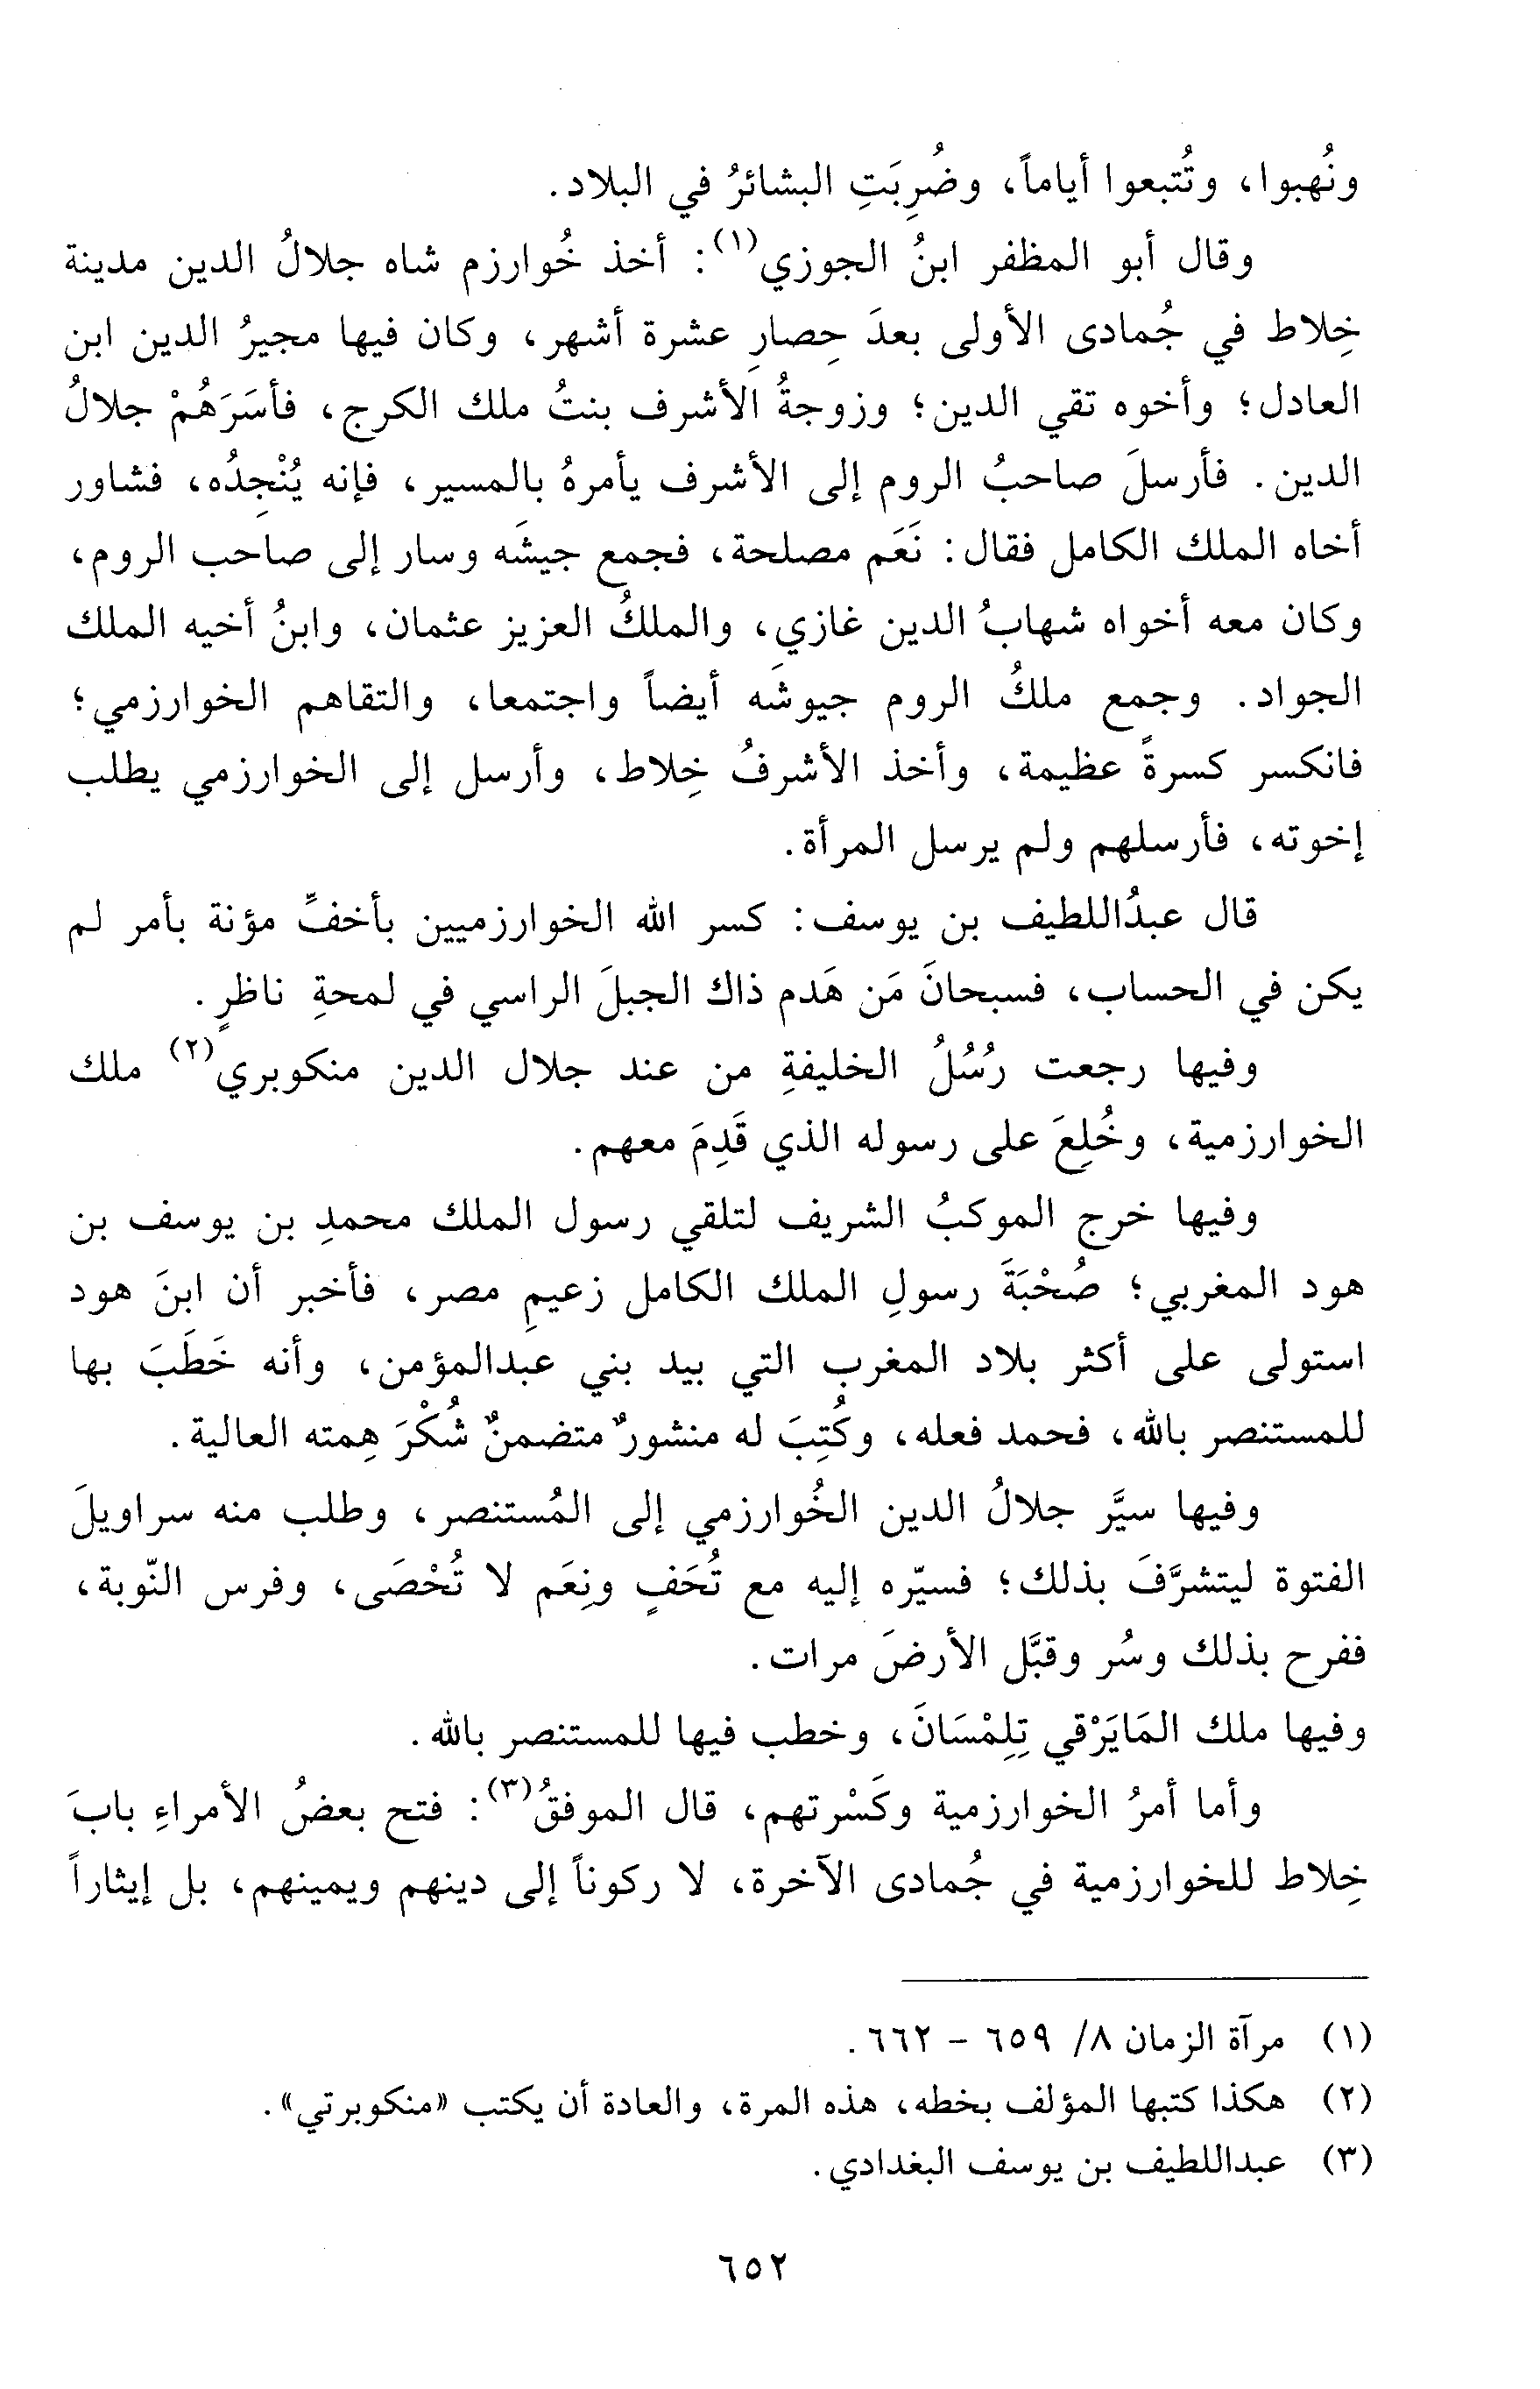 ونُهبوا، وتُتبعوا أياماً، وضُرِبَتِ البشائرُ في البلاد.
وقال أبو المظفر ابنُ الجوزي(١): أخذ خُوارزم شاه جلالُ الدين مدينة
خِلاط في جُمادى الأولى بعدَ حِصارِ عشرة أشهر، وكان فيها مجيرُ الدين ابن
العادل؛ وأخوه تقي الدين؛ وزوجةُ الأشرف بنتُ ملك الكرج، فأسَرَهُمْ جلالُ
الدين. فأرسلَ صاحبُ الروم إلى الأشرف يأمرهُ بالمسير، فإنه يُنْجِدُه، فشاور
أخاه الملك الكامل فقال: نَعَم مصلحة، فجمع جيشَه وسار إلى صاحب الروم،
وكان معه أخواه شهابُ الدين غازي، والملكُ العزيز عثمان، وابنُ أخيه الملك
الجواد. وجمع ملكُ الروم جيوشَه أيضاً واجتمعا، والتقاهم الخوارزمي؛
فانكسر كسرةً عظيمة، وأخذ الأشرفُ خِلاط، وأرسل إلى الخوارزمي يطلب
إخوته، فأرسلهم ولم يرسل المرأة.
قال عبدُاللطيف بن يوسف: كسر الله الخوارزميين بأخفِّ مؤنة بأمر لم
يكن في الحساب، فسبحانَ مَن هَدم ذاك الجبلَ الراسي في لمحةِ ناظرٍ.
وفيها رجعت رُسُلُ الخليفةِ من عند جلال الدين منكوبري(٢) ملك
الخوارزمية، وخُلِعَ على رسوله الذي قَدِمَ معهم.
وفيها خرج الموكبُ الشريف لتلقي رسول الملك محمدِ بن يوسف بن
هود المغربي؛ صُحْبَةَ رسولِ الملك الكامل زعيمِ مصر، فأخبر أن ابنَ هود
استولى على أكثر بلاد المغرب التي بيد بني عبدالمؤمن، وأنه خَطَبَ بها
للمستنصر بالله، فحمد فعله، وكُتِبَ له منشورٌ متضمنٌ شُكْرَ هِمته العالية.
وفيها سيَّر جلالُ الدين الخُوارزمي إلى المُستنصر، وطلب منه سراويلَ
الفتوة ليتشرَّفَ بذلك؛ فسيّره إليه مع تُحَفٍ ونِعَم لا تُحْصَى، وفرس النّوبة،
ففرح بذلك وسُر وقبَّل الأرضَ مرات.
وفيها ملك المَايَرْقي تِلِمْسَانَ، وخطب فيها للمستنصر بالله.
وأما أمرُ الخوارزمية وكَسْرتهم، قال الموفقُ(٣): فتح بعضُ الأمراءِ بابَ
خِلاط للخوارزمية في جُمادى الآخرة، لا ركوناً إلى دينهم ويمينهم، بل إيثاراً
(١) مرآة الزمان ٨/ ٦٥٩ - ٦٦٢.
(٢) هكذا كتبها المؤلف بخطه، هذه المرة، والعادة أن يكتب «منكوبرتي».
(٣) عبداللطيف بن يوسف البغدادي.
٦٥٢